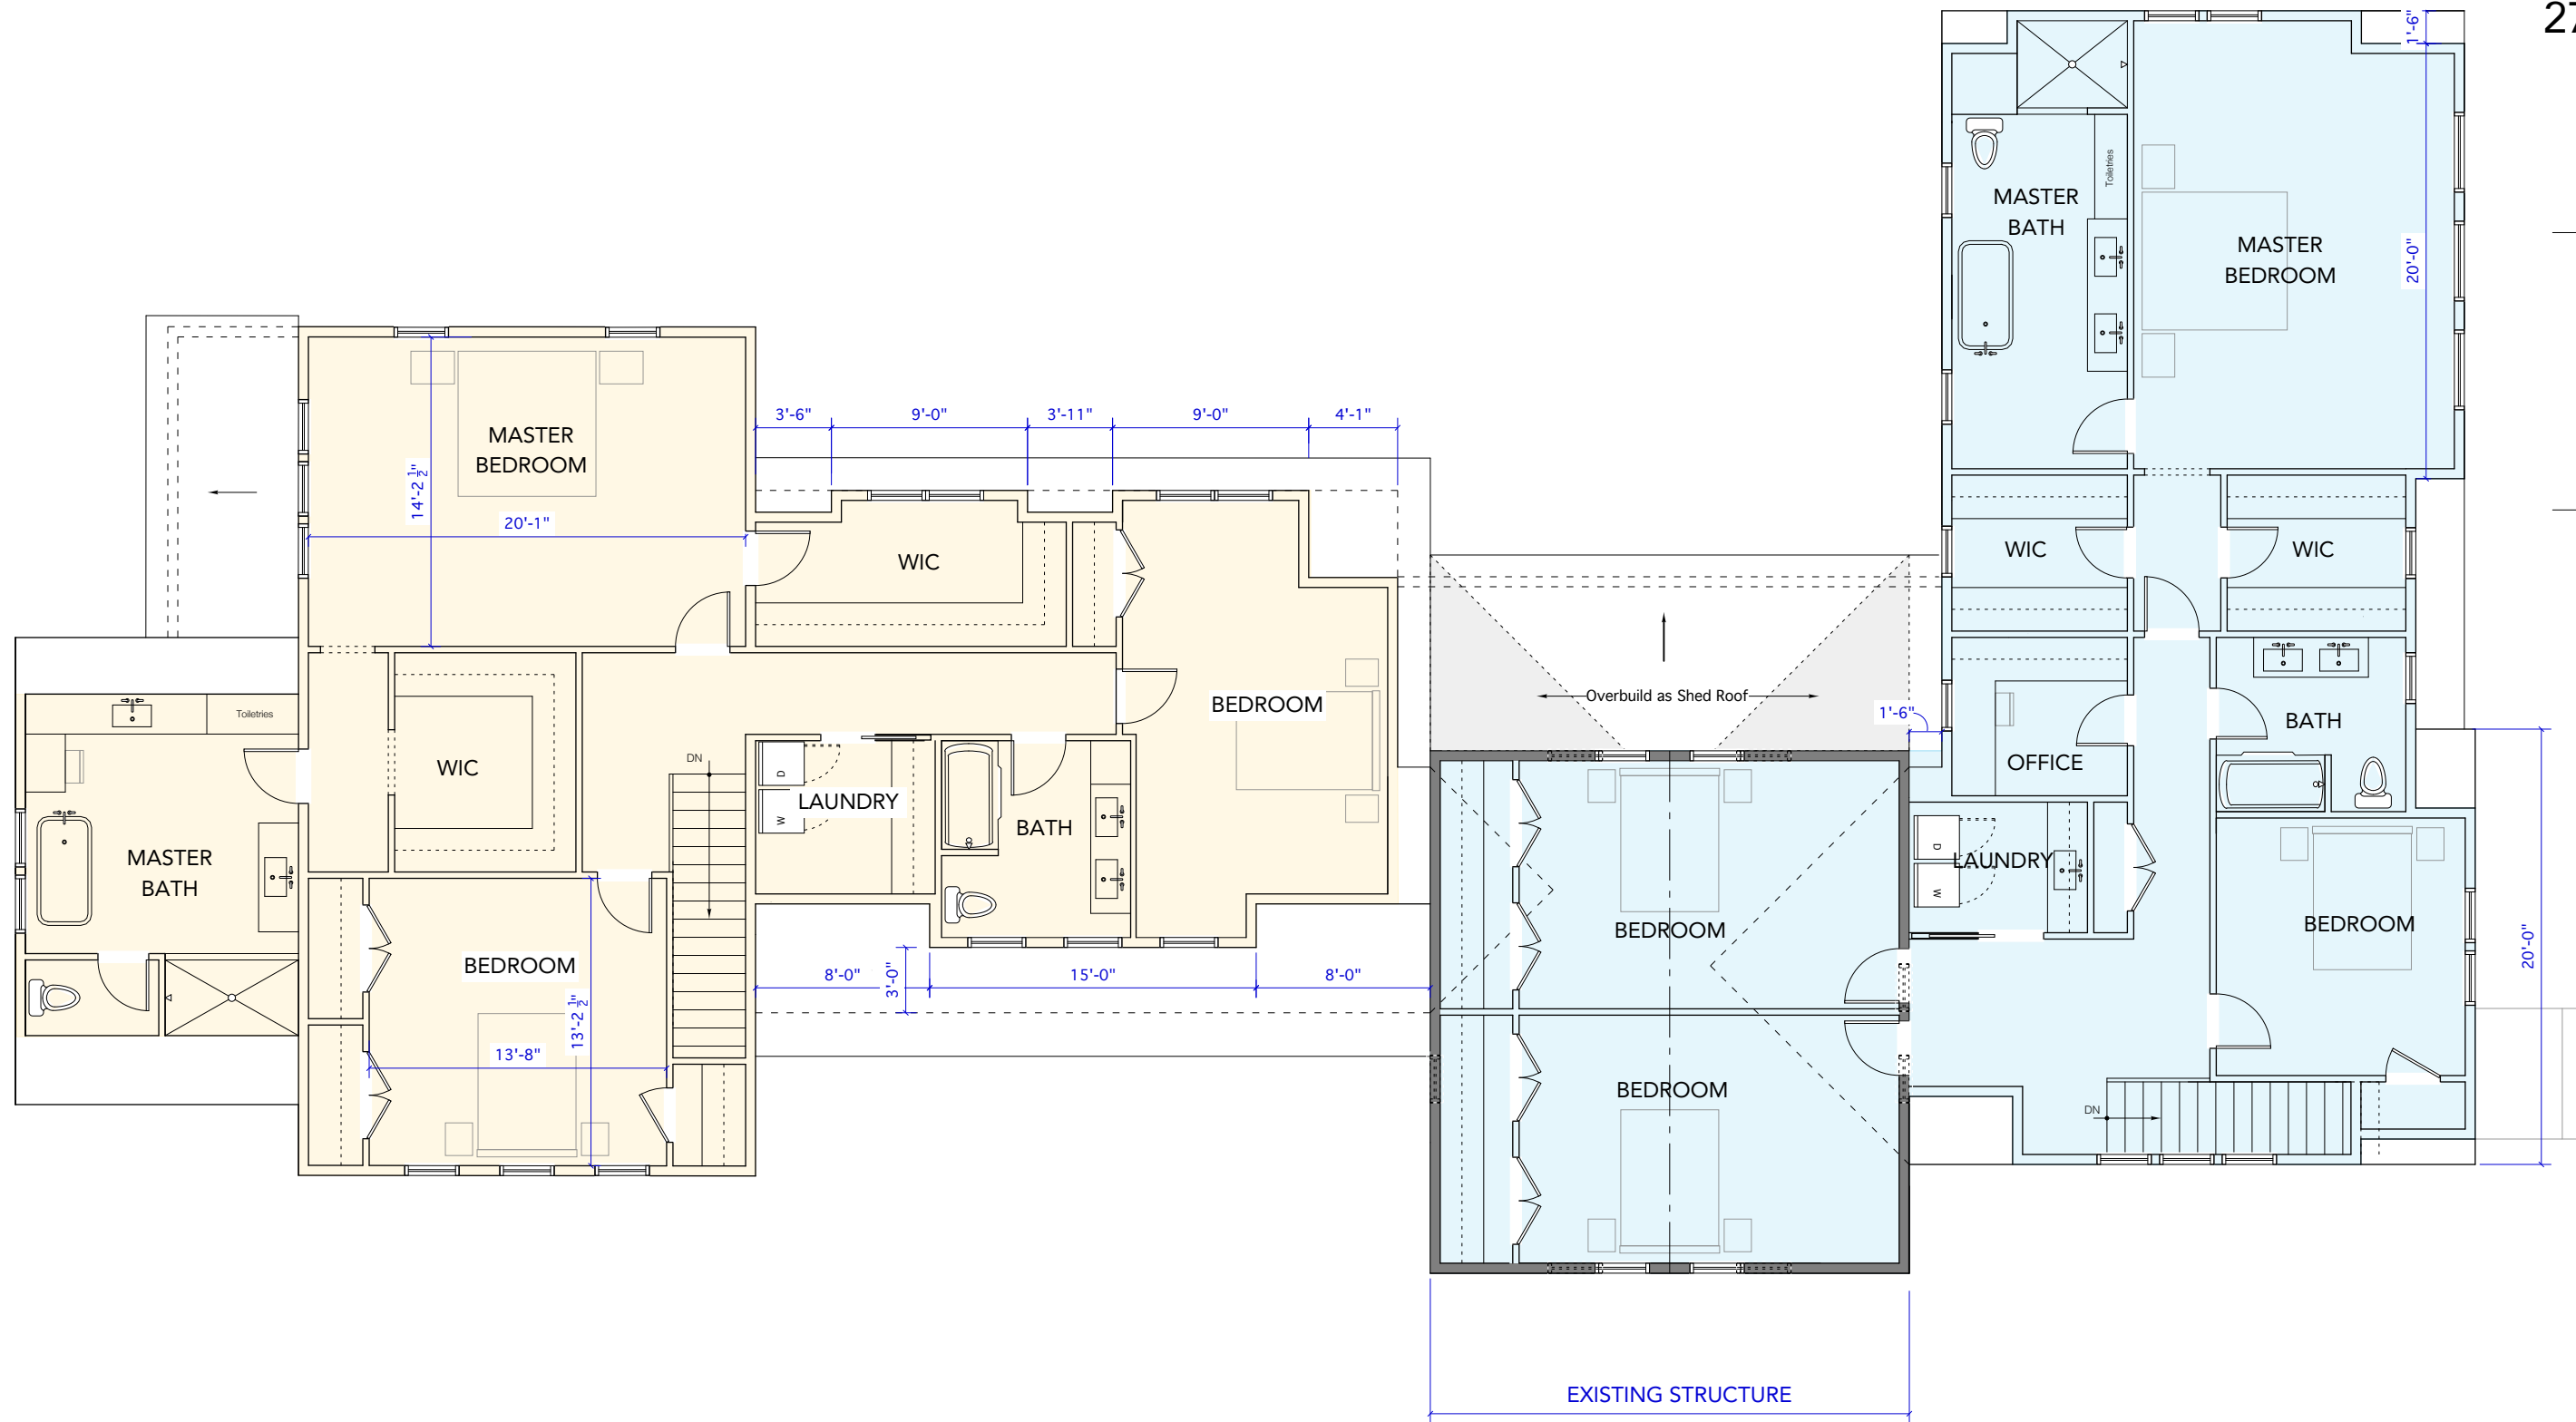 27
1'-6"
MASTER
BATH
Toiletries
MASTER
BEDROOM
20'-0"
3'-6"
9'-0"
3'-11"
9'-0"
4'-1"
MASTER
BEDROOM
14'-2 1/2"
20'-1"
WIC
WIC
WIC
BEDROOM
Overbuild as Shed Roof
1'-6"
Toiletries
BATH
OFFICE
WIC
DN
D
W
LAUNDRY
BATH
MASTER
BATH
D
W
LAUNDRY
BEDROOM
BEDROOM
20'-0"
BEDROOM
13'-2 1/2"
13'-8"
8'-0"
3'-0"
15'-0"
8'-0"
BEDROOM
DN
EXISTING STRUCTURE